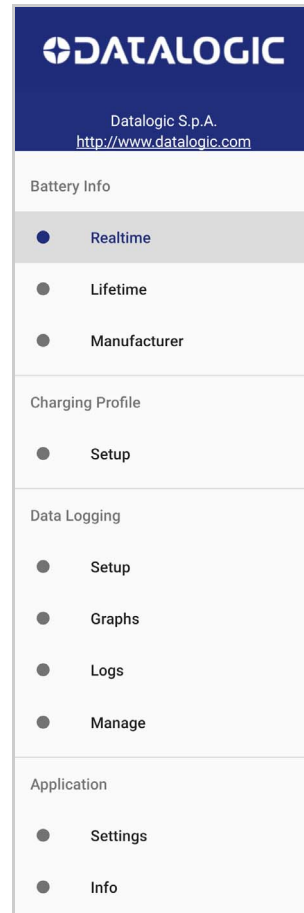 DATALOGIC
Datalogic S.p.A.
http://www.datalogic.com
Battery Info
Realtime
Lifetime
Manufacturer
Charging Profile
Setup
Data Logging
Setup
Graphs
Logs
Manage
Application
Settings
Info